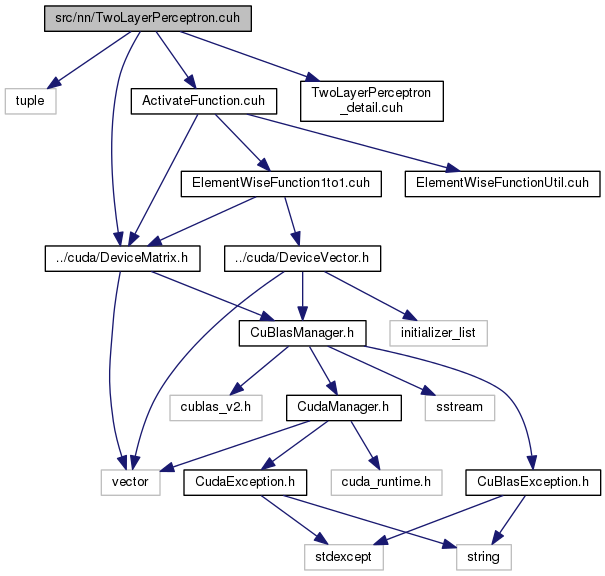 src/nn/TwoLayerPerceptron.cuh
tuple
ActivateFunction.cuh
TwoLayerPerceptron
_detail.cuh
ElementWiseFunction1to1.cuh
ElementWiseFunctionUtil.cuh
../cuda/DeviceMatrix.h
../cuda/DeviceVector.h
CuBlasManager.h
initializer_list
cublas_v2.h
CudaManager.h
sstream
vector
CudaException.h
cuda_runtime.h
CuBlasException.h
stdexcept
string